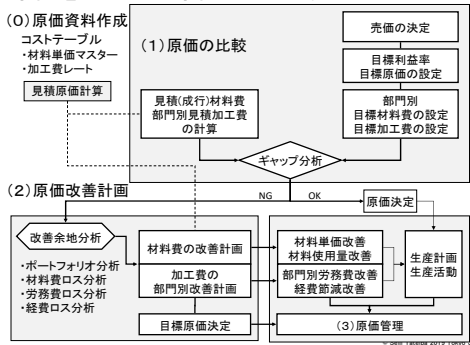 (0)原価資料作成
コストテーブル
・材料単価マスター
・加工費レート
見積原価計算
(1)原価の比較
売価の決定
目標利益率
目標原価の設定
見積(成行)材料費
部門別見積加工費
の計算
部門別
目標材料費の設定
目標加工費の設定
ギャップ分析
(2)原価改善計画
NG
OK
原価決定
改善余地分析
・ポートフォリオ分析
・材料費ロス分析
・労務費ロス分析
・経費ロス分析
材料費の改善計画
加工費の
部門別改善計画
目標原価決定
材料単価改善
材料使用量改善
部門別労務費改善
経費節減改善
生産計画
生産活動
(3)原価管理